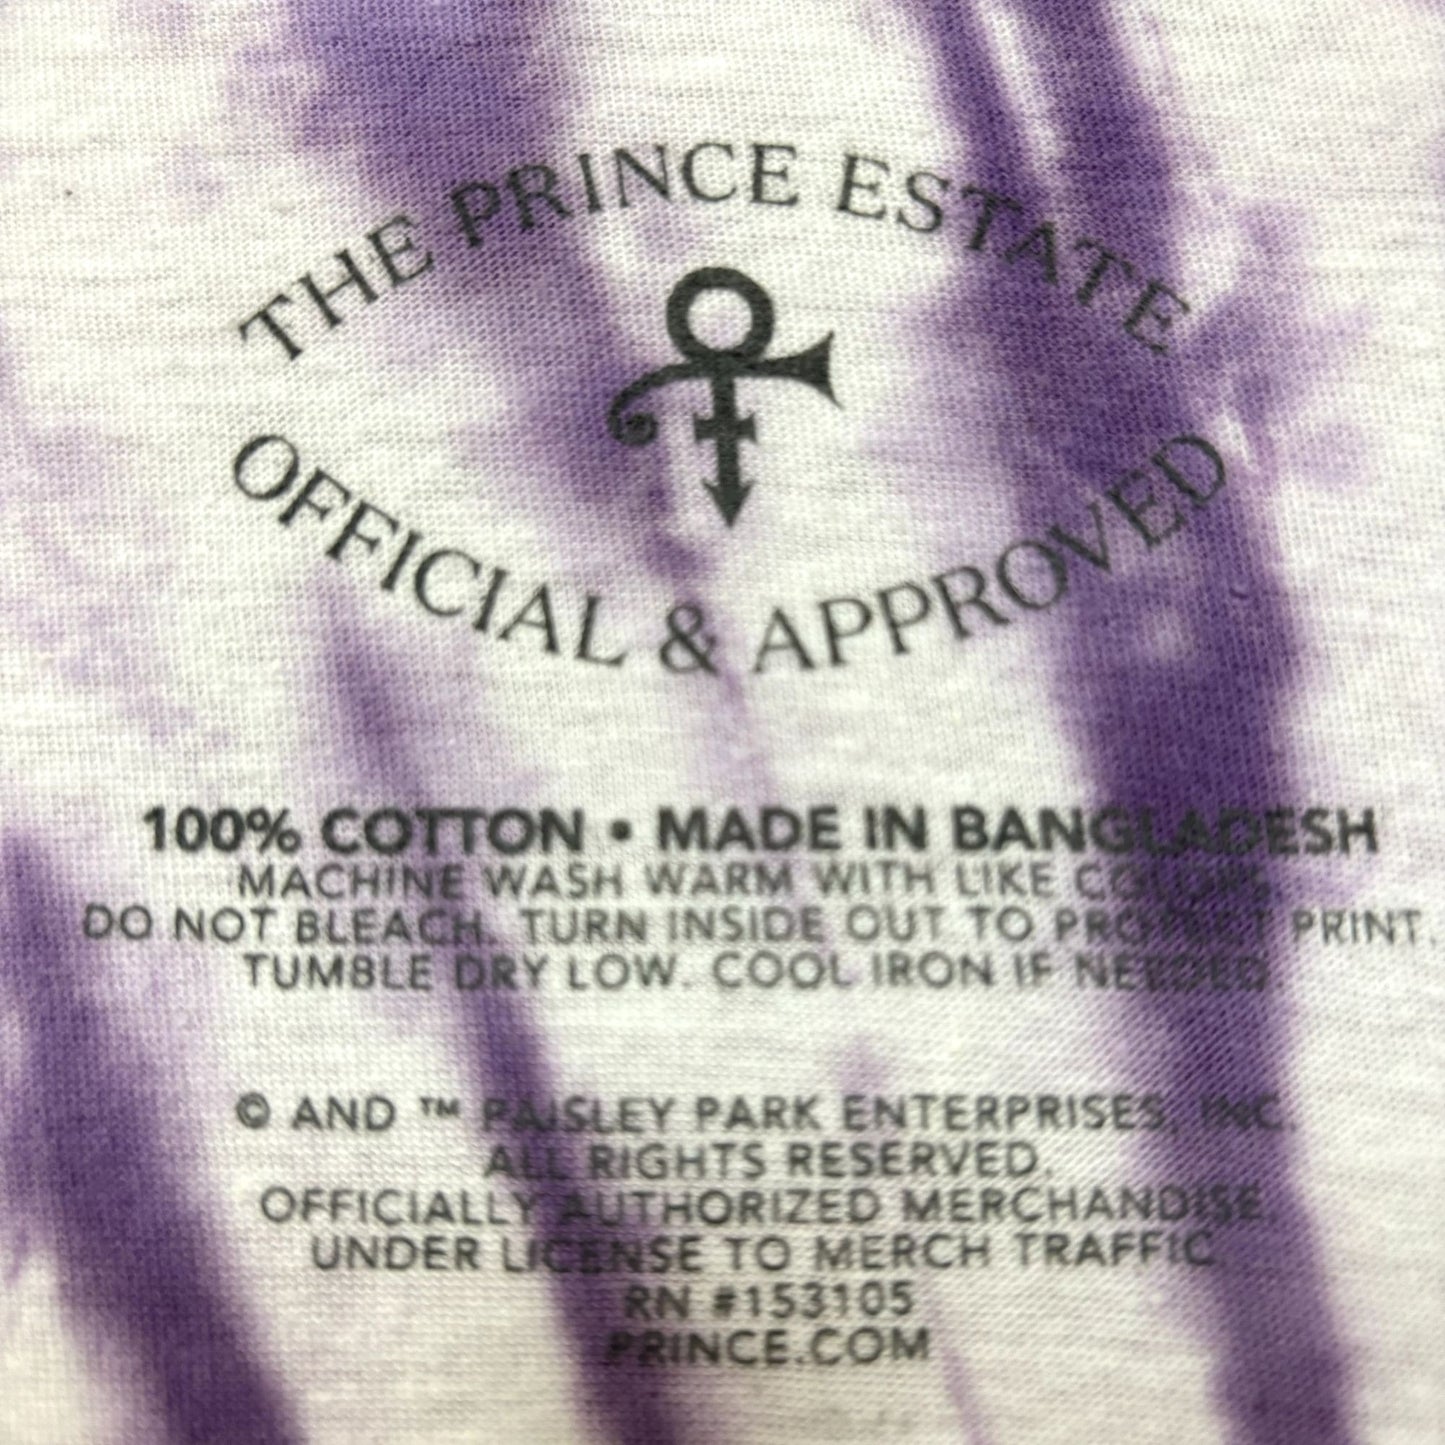 THE PRINCE ESTATE
OFFICIAL & APPROVED
100% COTTON • MADE IN BANGLADESH
MACHINE WASH WARM WITH LIKE COLORS.
DO NOT BLEACH. TURN INSIDE OUT TO PROTECT PRINT.
TUMBLE DRY LOW. COOL IRON IF NEEDED.
© AND ™ PAISLEY PARK ENTERPRISES, INC.
ALL RIGHTS RESERVED.
OFFICIALLY AUTHORIZED MERCHANDISE.
UNDER LICENSE TO MERCH TRAFFIC.
RN #153105
PRINCE.COM